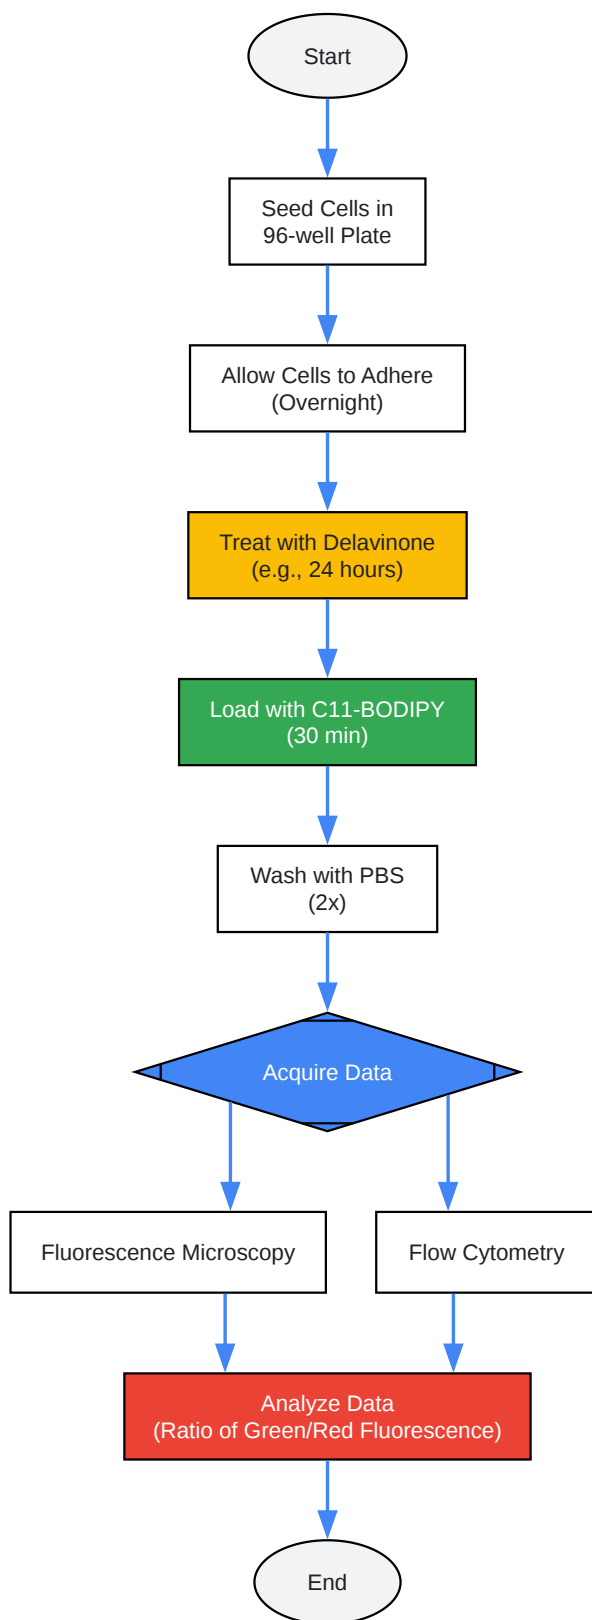 Start
Seed Cells in
96-well Plate
Allow Cells to Adhere
(Overnight)
Treat with Delavinone
(e.g., 24 hours)
Load with C11-BODIPY
(30 min)
Wash with PBS
(2x)
Acquire Data
Fluorescence Microscopy
Flow Cytometry
Analyze Data
(Ratio of Green/Red Fluorescence)
End